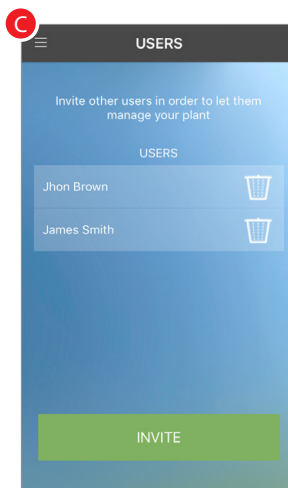 C
USERS
Invite other users in order to let them
manage your plant
USERS
Jhon Brown
James Smith
INVITE